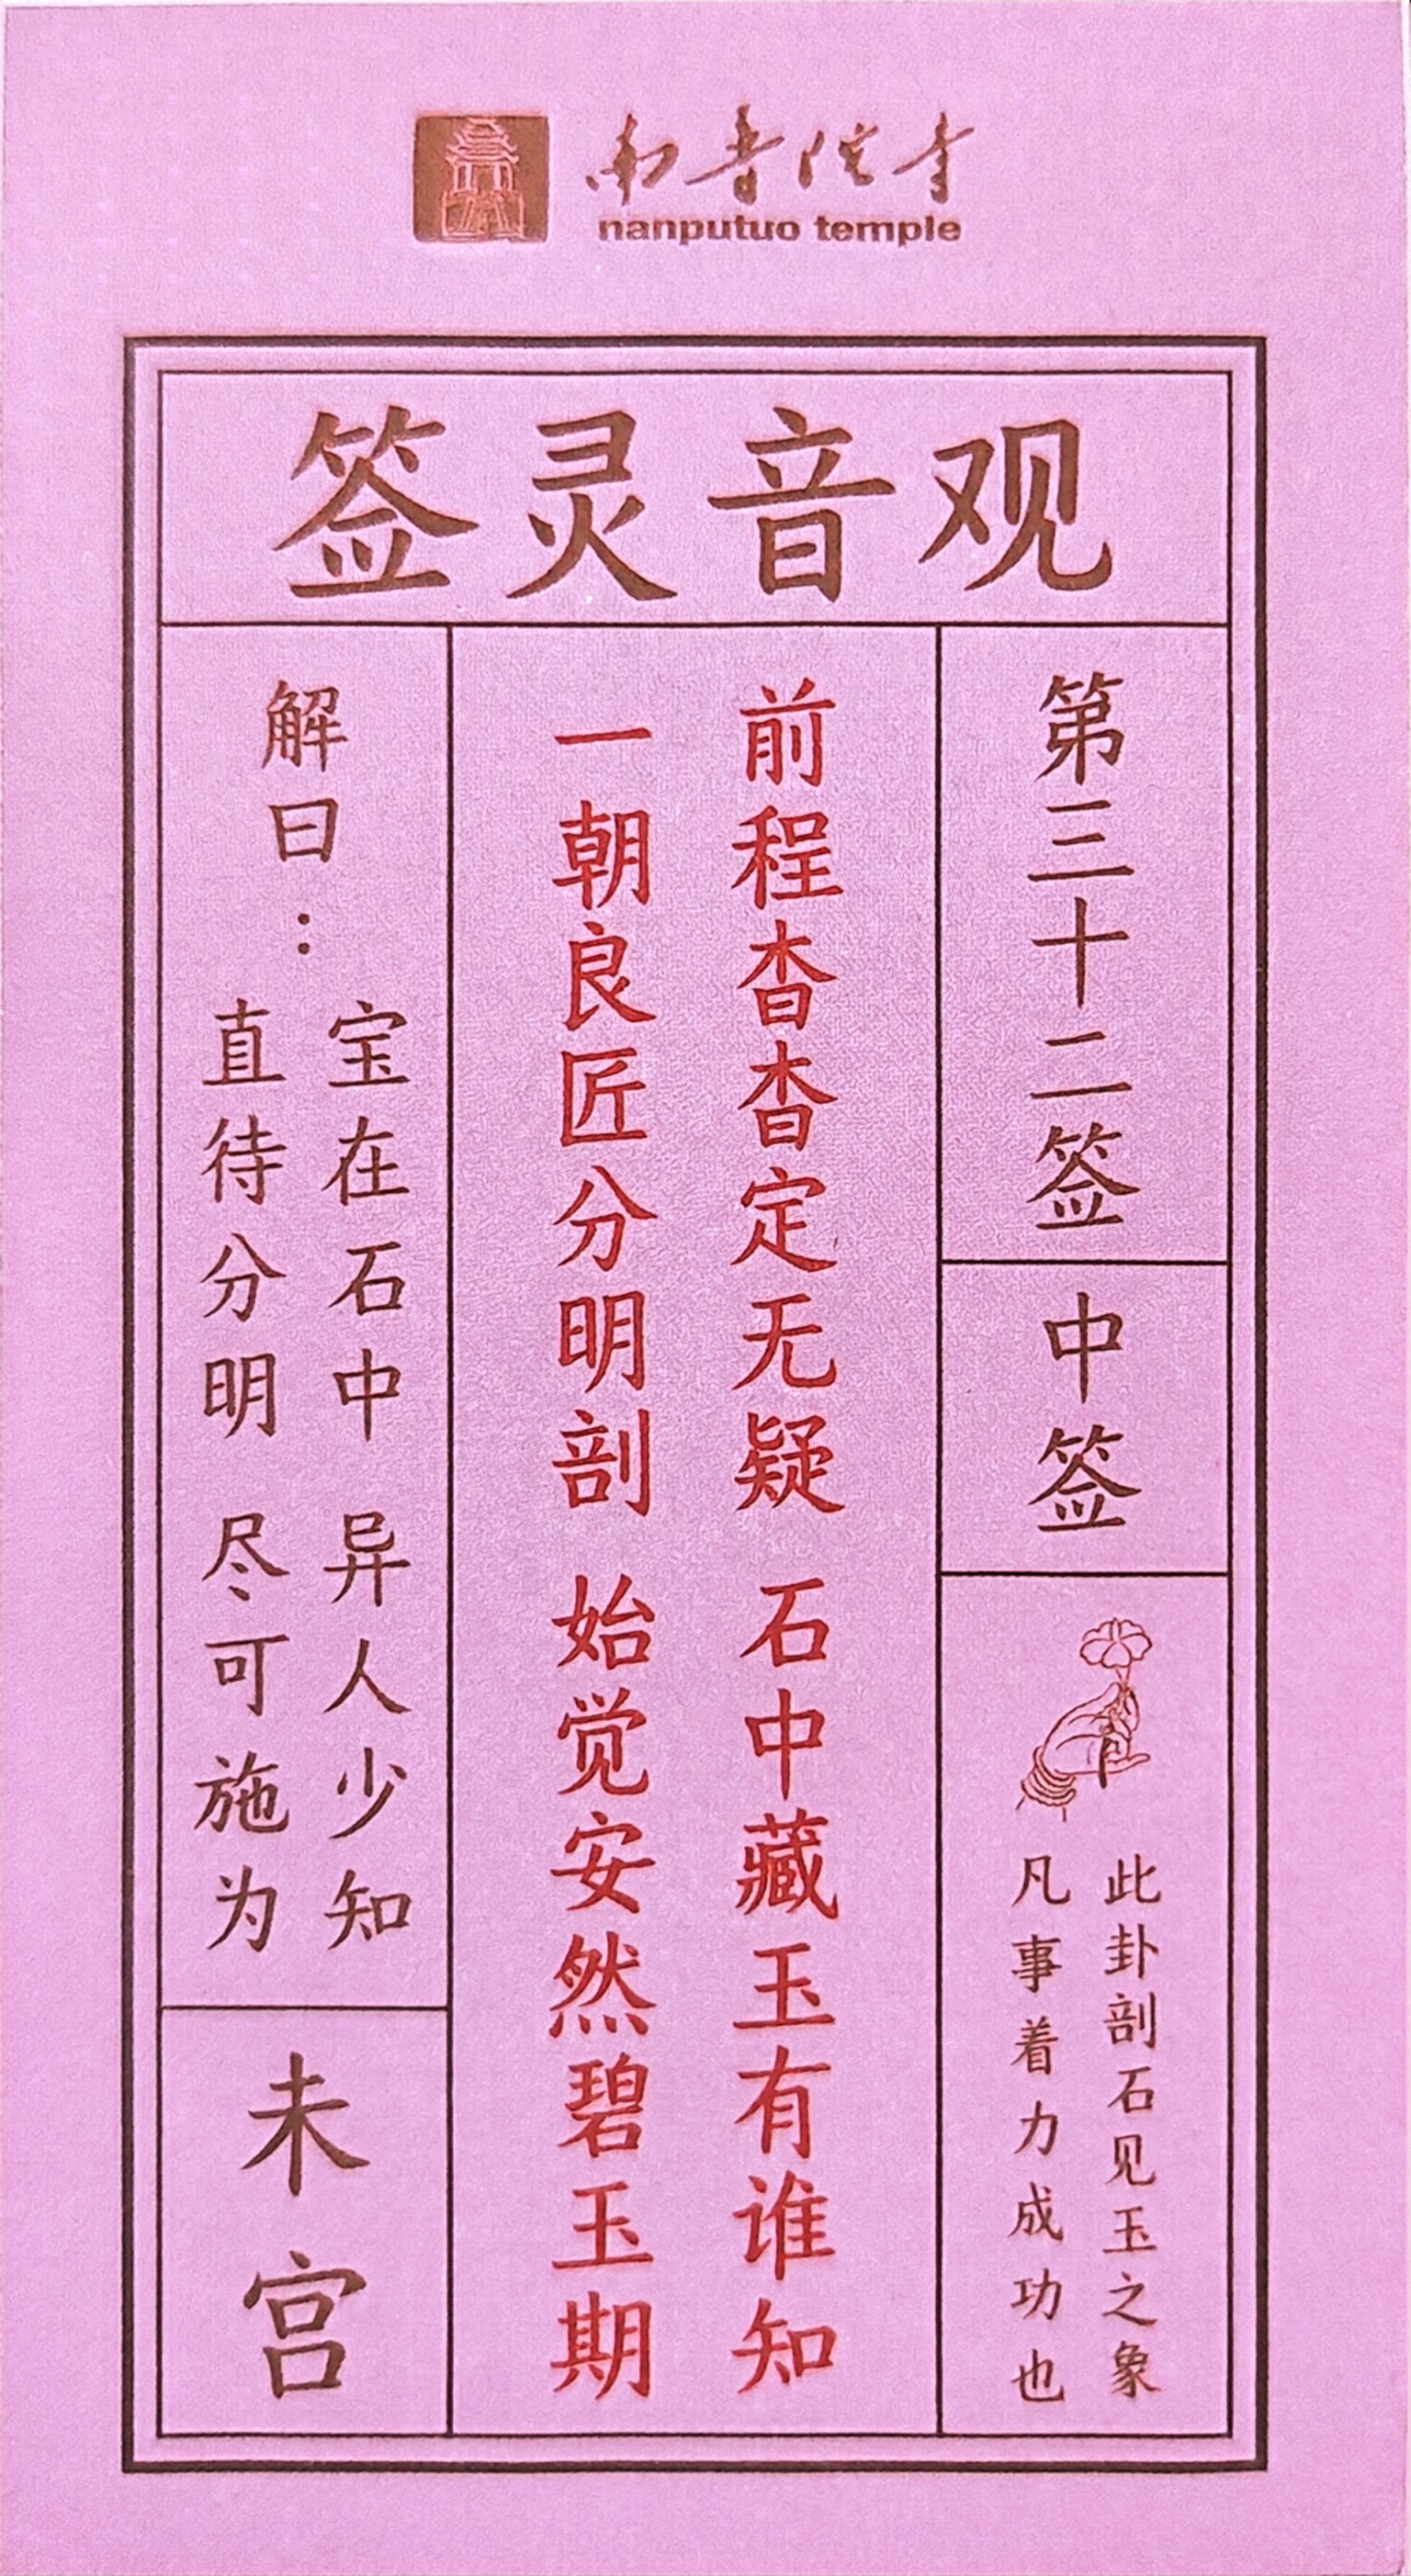 南普陀寺
nanputuo temple
观音灵签
第三十二签
中签
此卦剖石见玉之象
凡事着力成功也
前程杳杳定无疑 石中藏玉有谁知
一朝良匠分明剖 始觉安然碧玉期
解曰：
宝在石中 异人少知
直待分明 尽可施为
未宫